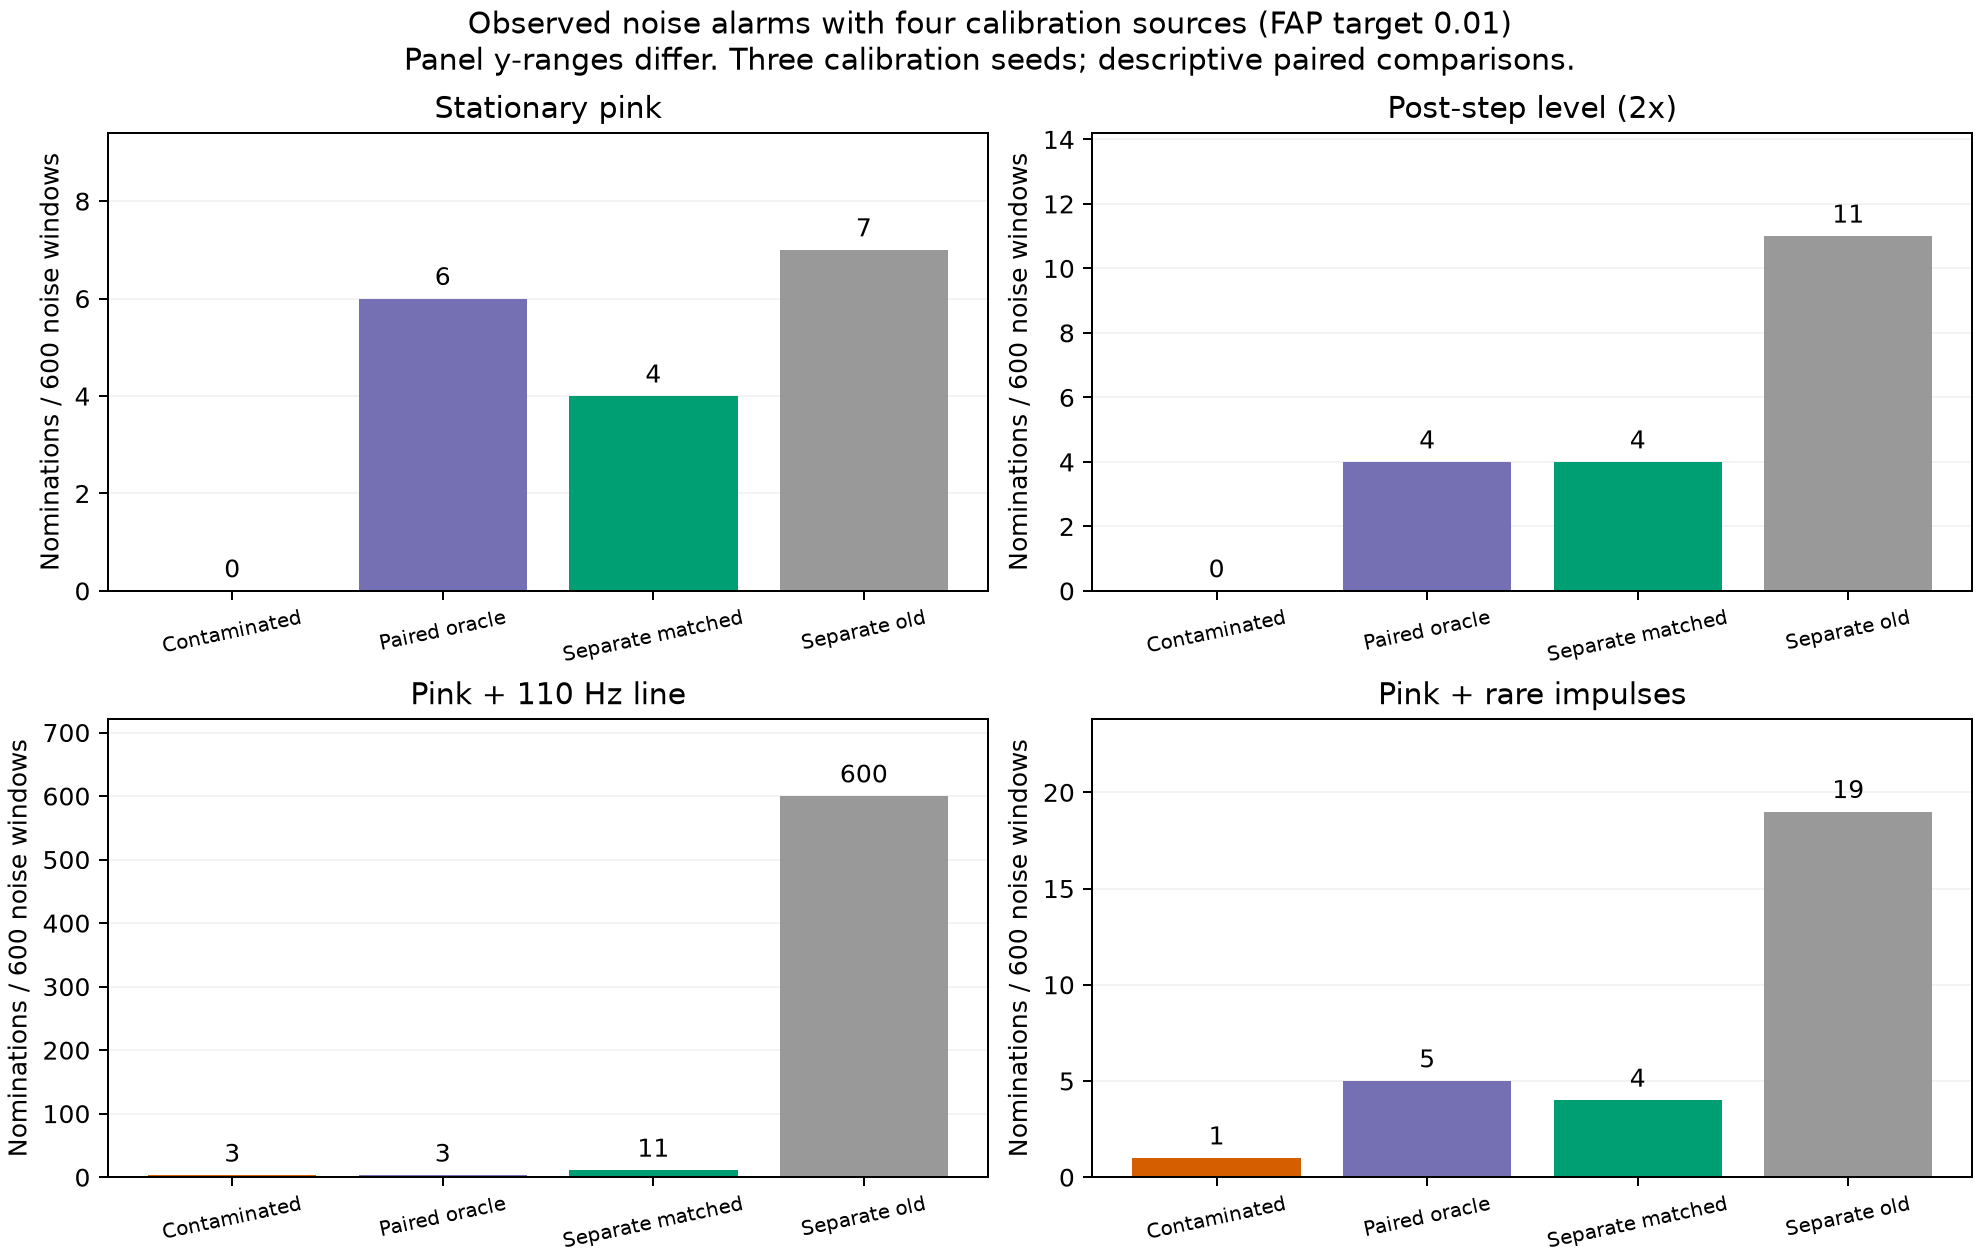 Observed noise alarms with four calibration sources (FAP target 0.01)
Panel y-ranges differ. Three calibration seeds; descriptive paired comparisons.
Stationary pink
Nominations / 600 noise windows
8
6
4
2
0
0
6
4
7
Contaminated
Paired oracle
Separate matched
Separate old
Post-step level (2x)
Nominations / 600 noise windows
14
12
10
8
6
4
2
0
0
4
4
11
Contaminated
Paired oracle
Separate matched
Separate old
Pink + 110 Hz line
Nominations / 600 noise windows
700
600
500
400
300
200
100
0
3
3
11
600
Contaminated
Paired oracle
Separate matched
Separate old
Pink + rare impulses
Nominations / 600 noise windows
20
15
10
5
0
1
5
4
19
Contaminated
Paired oracle
Separate matched
Separate old